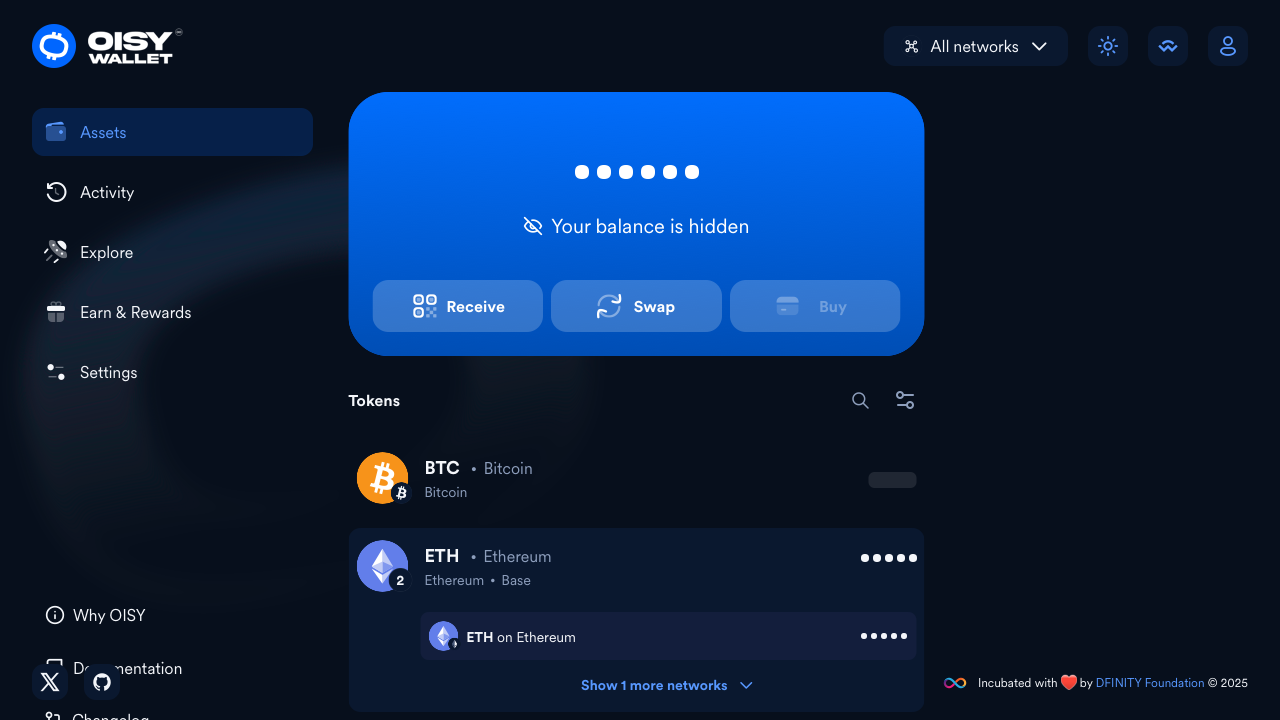 OISY
WALLET
All networks
Assets
Activity
Explore
Earn & Rewards
Settings
Your balance is hidden
Receive
Swap
Buy
Tokens
BTC • Bitcoin
Bitcoin
ETH • Ethereum
2
Ethereum • Base
ETH on Ethereum
Show 1 more networks
Why OISY
Documentation
Changelog
Incubated with ❤️ by DFINITY Foundation © 2025